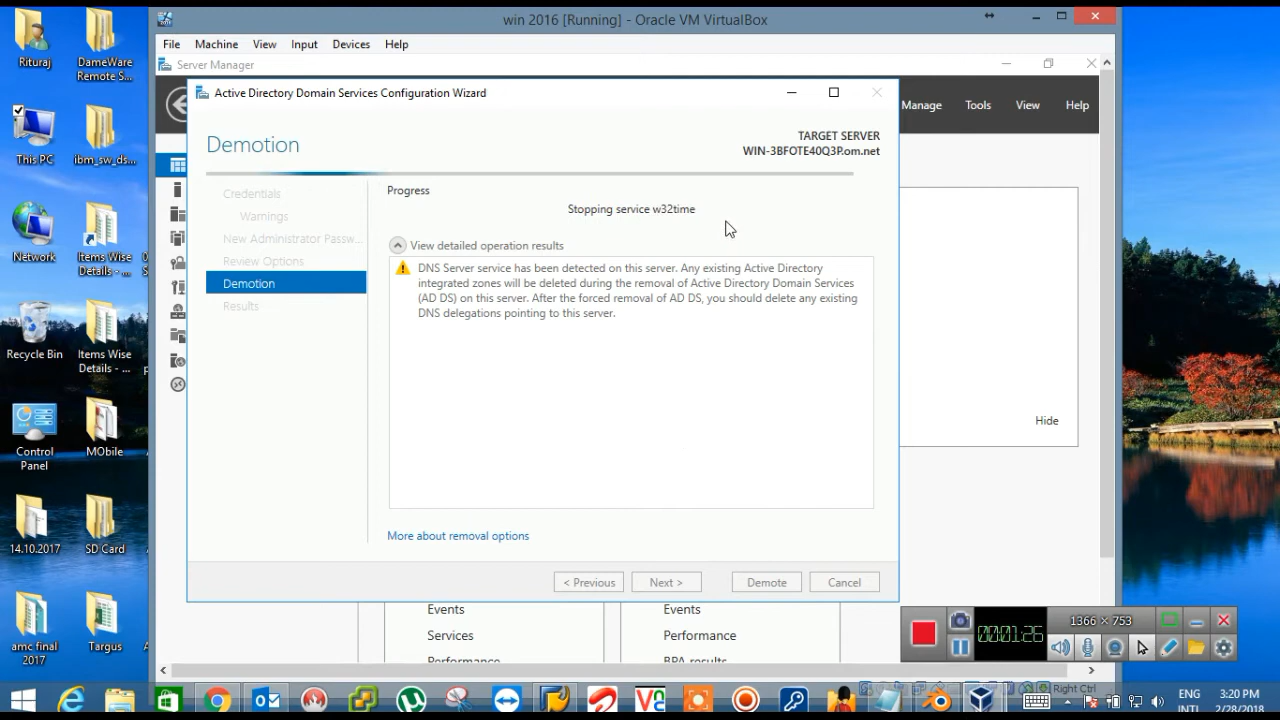 win 2016 [Running] - Oracle VM VirtualBox
File Machine View Input Devices Help
Server Manager
Manage Tools View Help
Active Directory Domain Services Configuration Wizard
Demotion
TARGET SERVER
WIN-3BFOTE40Q3P.om.net
Credentials
Warnings
New Administrator Passw...
Review Options
Demotion
Results
Progress
Stopping service w32time
View detailed operation results
DNS Server service has been detected on this server. Any existing Active Directory
integrated zones will be deleted during the removal of Active Directory Domain Services
(AD DS) on this server. After the forced removal of AD DS, you should delete any existing
DNS delegations pointing to this server.
More about removal options
< Previous
Next >
Demote
Cancel
Hide
Events
Services
Performance
Events
Performance
BPA results
Rituraj
DameWare
Remote S...
This PC
ibm_sw_ds...
Network
Items Wise
Details - ...
Recycle Bin
Items Wise
Details - ...
Control
Panel
MObile
14.10.2017
SD Card
amc final
2017
Targus
1366 × 753
00:01:26
Right Ctrl
ENG
INTL
3:20 PM
2/28/2018